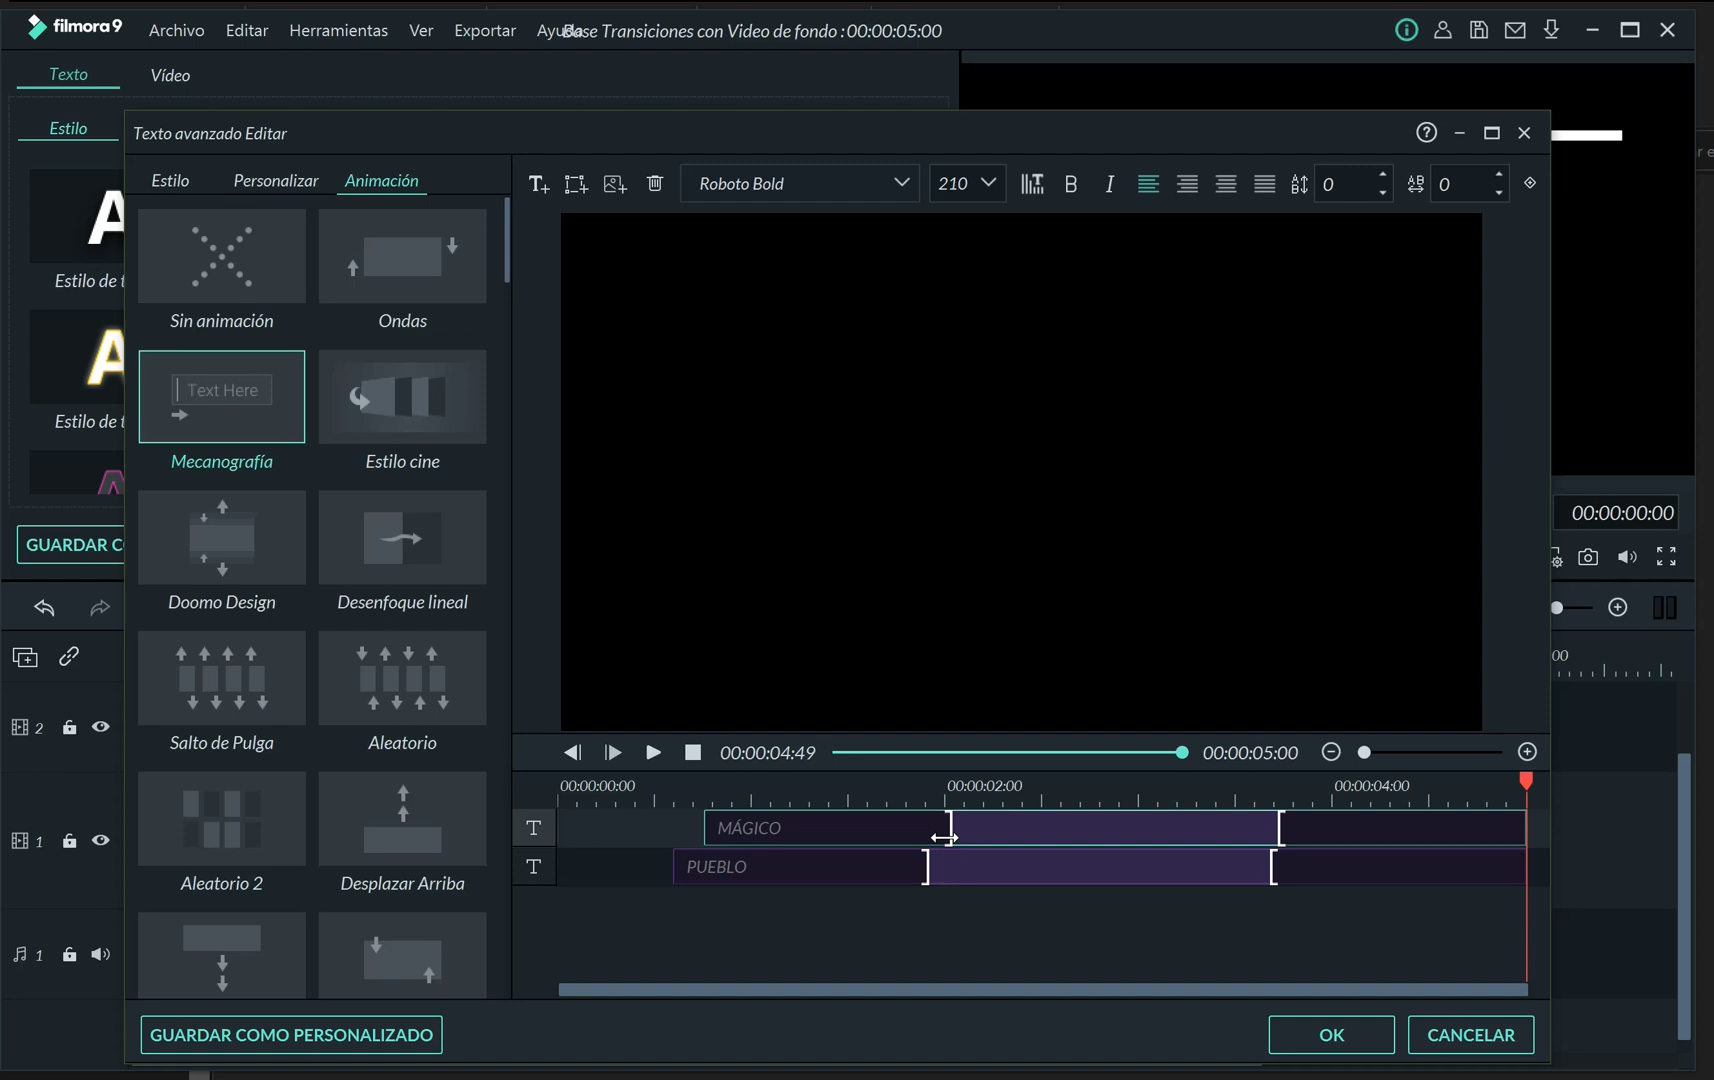 filmora9 Archivo Editar Herramientas Ver Exportar Base Transiciones con Video de fondo : 00:00:05:00
Texto Vídeo
Estilo
Texto avanzado Editar
Estilo Personalizar Animación
Roboto Bold 210 B I 0 0
Sin animación Ondas
Estilo de t
Text Here
Mecanografía Estilo cine
Estilo de t
00:00:00:00
GUARDAR C
Doomo Design Desenfoque lineal
Salto de Pulga Aleatorio
00:00:04:49 00:00:05:00
00:00:00:00 00:00:02:00 00:00:04:00
2
T MÁGICO
1
T PUEBLO
Aleatorio 2 Desplazar Arriba
1
GUARDAR COMO PERSONALIZADO OK CANCELAR